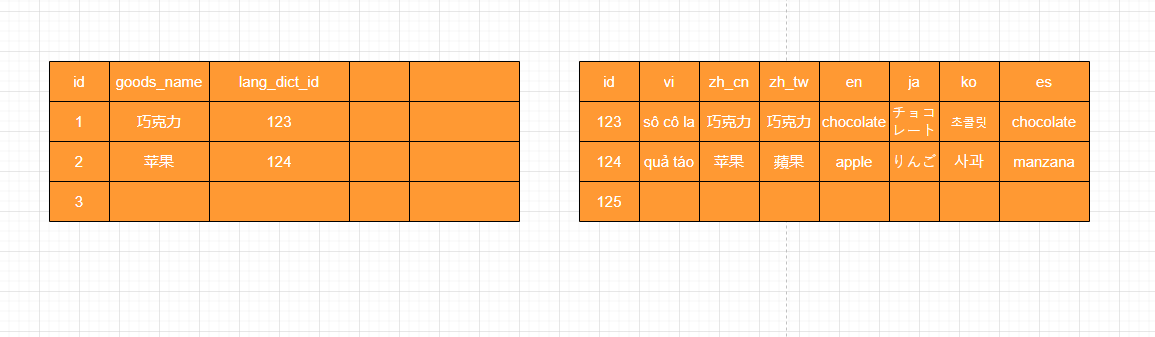 id goods_name lang_dict_id
1 巧克力 123
2 苹果 124
3
id vi zh_cn zh_tw en ja ko es
123 sô cô la 巧克力 巧克力 chocolate チョコ
レート 초콜릿 chocolate
124 quả táo 苹果 蘋果 apple りんご 사과 manzana
125